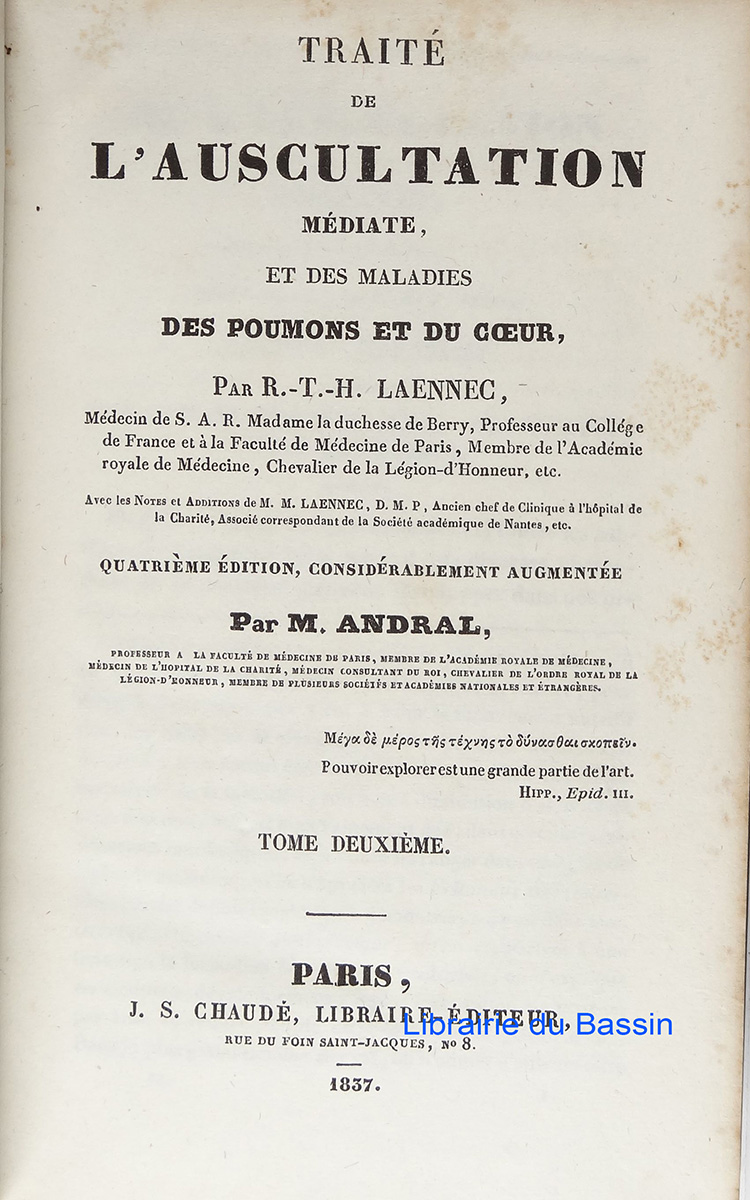 TRAITÉ
DE
L'AUSCULTATION
MÉDIATE,
ET DES MALADIES
DES POUMONS ET DU CŒUR,
PAR R.-T.-H. LAENNEC,
Médecin de S. A. R. Madame la duchesse de Berry, Professeur au Collége
de France et à la Faculté de Médecine de Paris, Membre de l'Académie
royale de Médecine, Chevalier de la Légion-d'Honneur, etc.
Avec les NOTES et ADDITIONS de M. M. LAENNEC, D. M. P, Ancien chef de Clinique à l'hôpital de
la Charité, Associé correspondant de la Société académique de Nantes, etc.
QUATRIÈME ÉDITION, CONSIDÉRABLEMENT AUGMENTÉE
Par M. ANDRAL,
PROFESSEUR A LA FACULTÉ DE MÉDECINE DE PARIS, MEMBRE DE L'ACADÉMIE ROYALE DE MÉDECINE,
MÉDECIN DE L'HOPITAL DE LA CHARITÉ, MÉDECIN CONSULTANT DU ROI, CHEVALIER DE L'ORDRE ROYAL DE LA
LÉGION-D'HONNEUR, MEMBRE DE PLUSIEURS SOCIÉTÉS ET ACADÉMIES NATIONALES ET ÉTRANGÈRES.
Μέγα δὲ μέρος τῆς τέχνης τὸ δύνασθαι σκοπεῖν.
Pouvoir explorer est une grande partie de l'art.
HIPP., Epid. III.
TOME DEUXIÈME.
PARIS,
J. S. CHAUDÉ, LIBRAIRE-ÉDITEUR,
Librairie du Bassin
RUE DU FOIN SAINT-JACQUES, No 8.
1837.